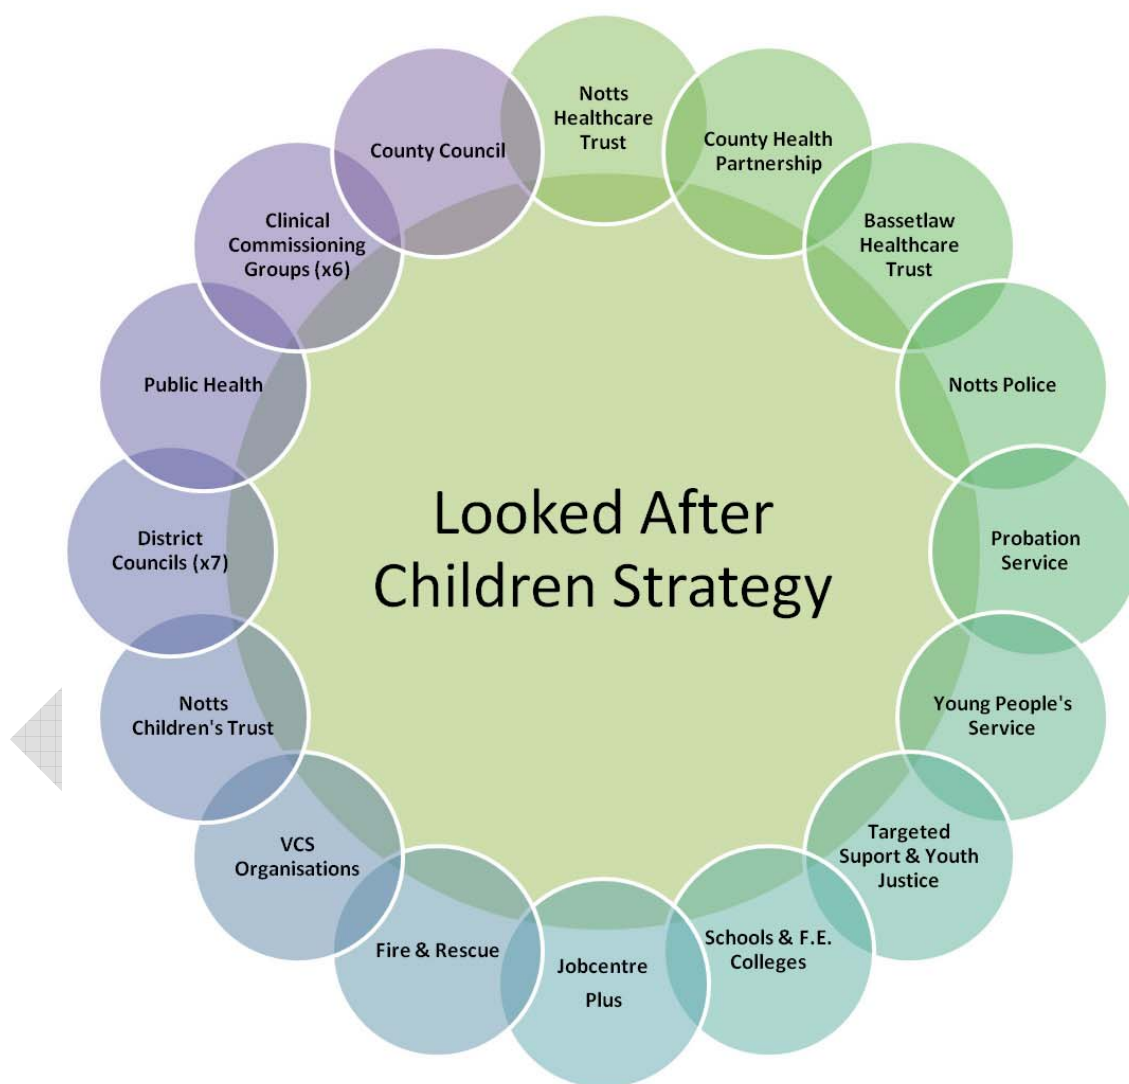 Notts
Healthcare
Trust
County Health
Partnership
Bassetlaw
Healthcare
Trust
Notts Police
Probation
Service
Young People's
Service
Targeted
Suport & Youth
Justice
Schools & F.E.
Colleges
Jobcentre
Plus
Fire & Rescue
VCS
Organisations
Notts
Children's Trust
District
Councils (x7)
Public Health
Clinical
Commissioning
Groups (x6)
County Council
Looked After
Children Strategy